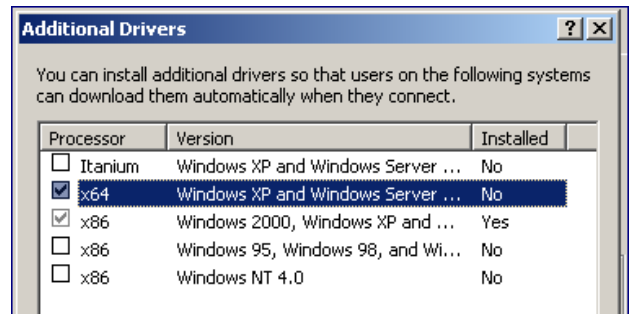 Additional Drivers
You can install additional drivers so that users on the following systems
can download them automatically when they connect.
Processor Version Installed
Itanium Windows XP and Windows Server ... No
x64 Windows XP and Windows Server ... No
x86 Windows 2000, Windows XP and ... Yes
x86 Windows 95, Windows 98, and Wi... No
x86 Windows NT 4.0 No